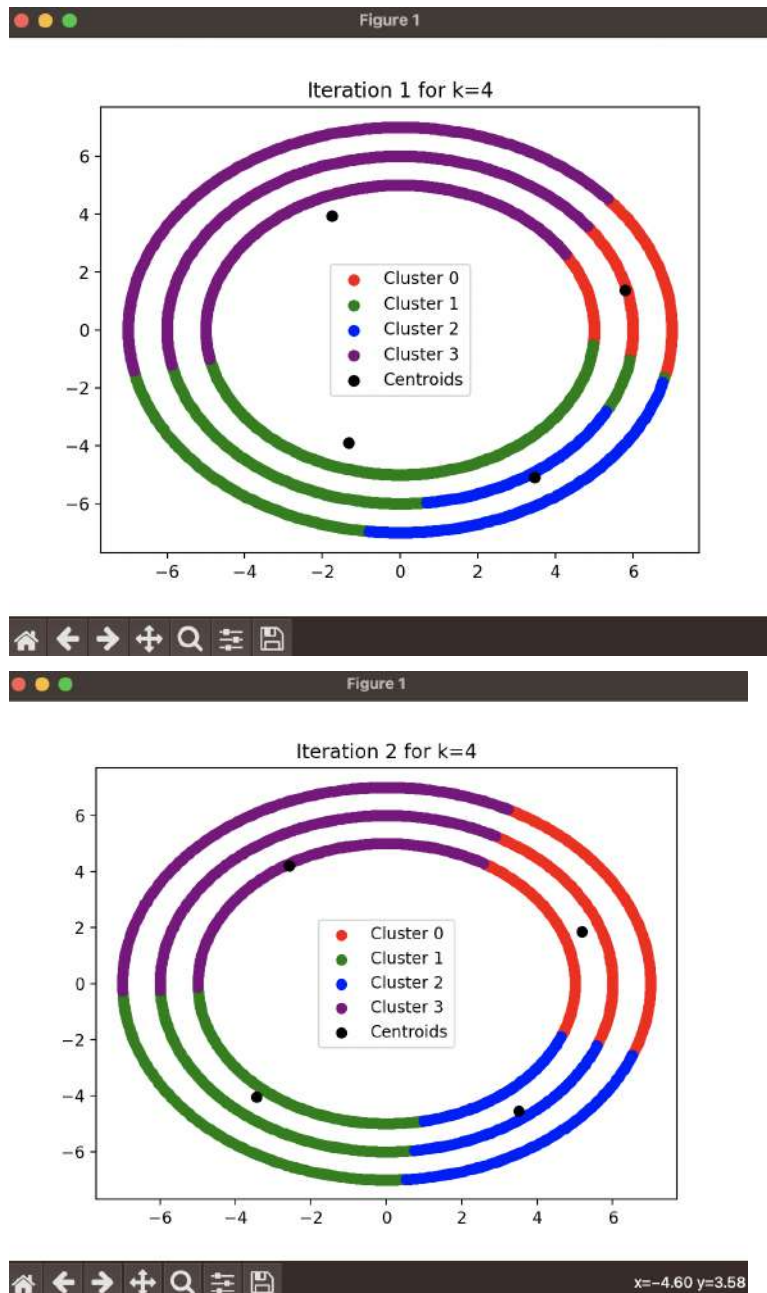 Figure 1
Iteration 1 for k=4
6
4
2
0
−2
−4
−6
Cluster 0
Cluster 1
Cluster 2
Cluster 3
Centroids
−6 −4 −2 0 2 4 6
Figure 1
Iteration 2 for k=4
6
4
2
0
−2
−4
−6
Cluster 0
Cluster 1
Cluster 2
Cluster 3
Centroids
−6 −4 −2 0 2 4 6
x=−4.60 y=3.58